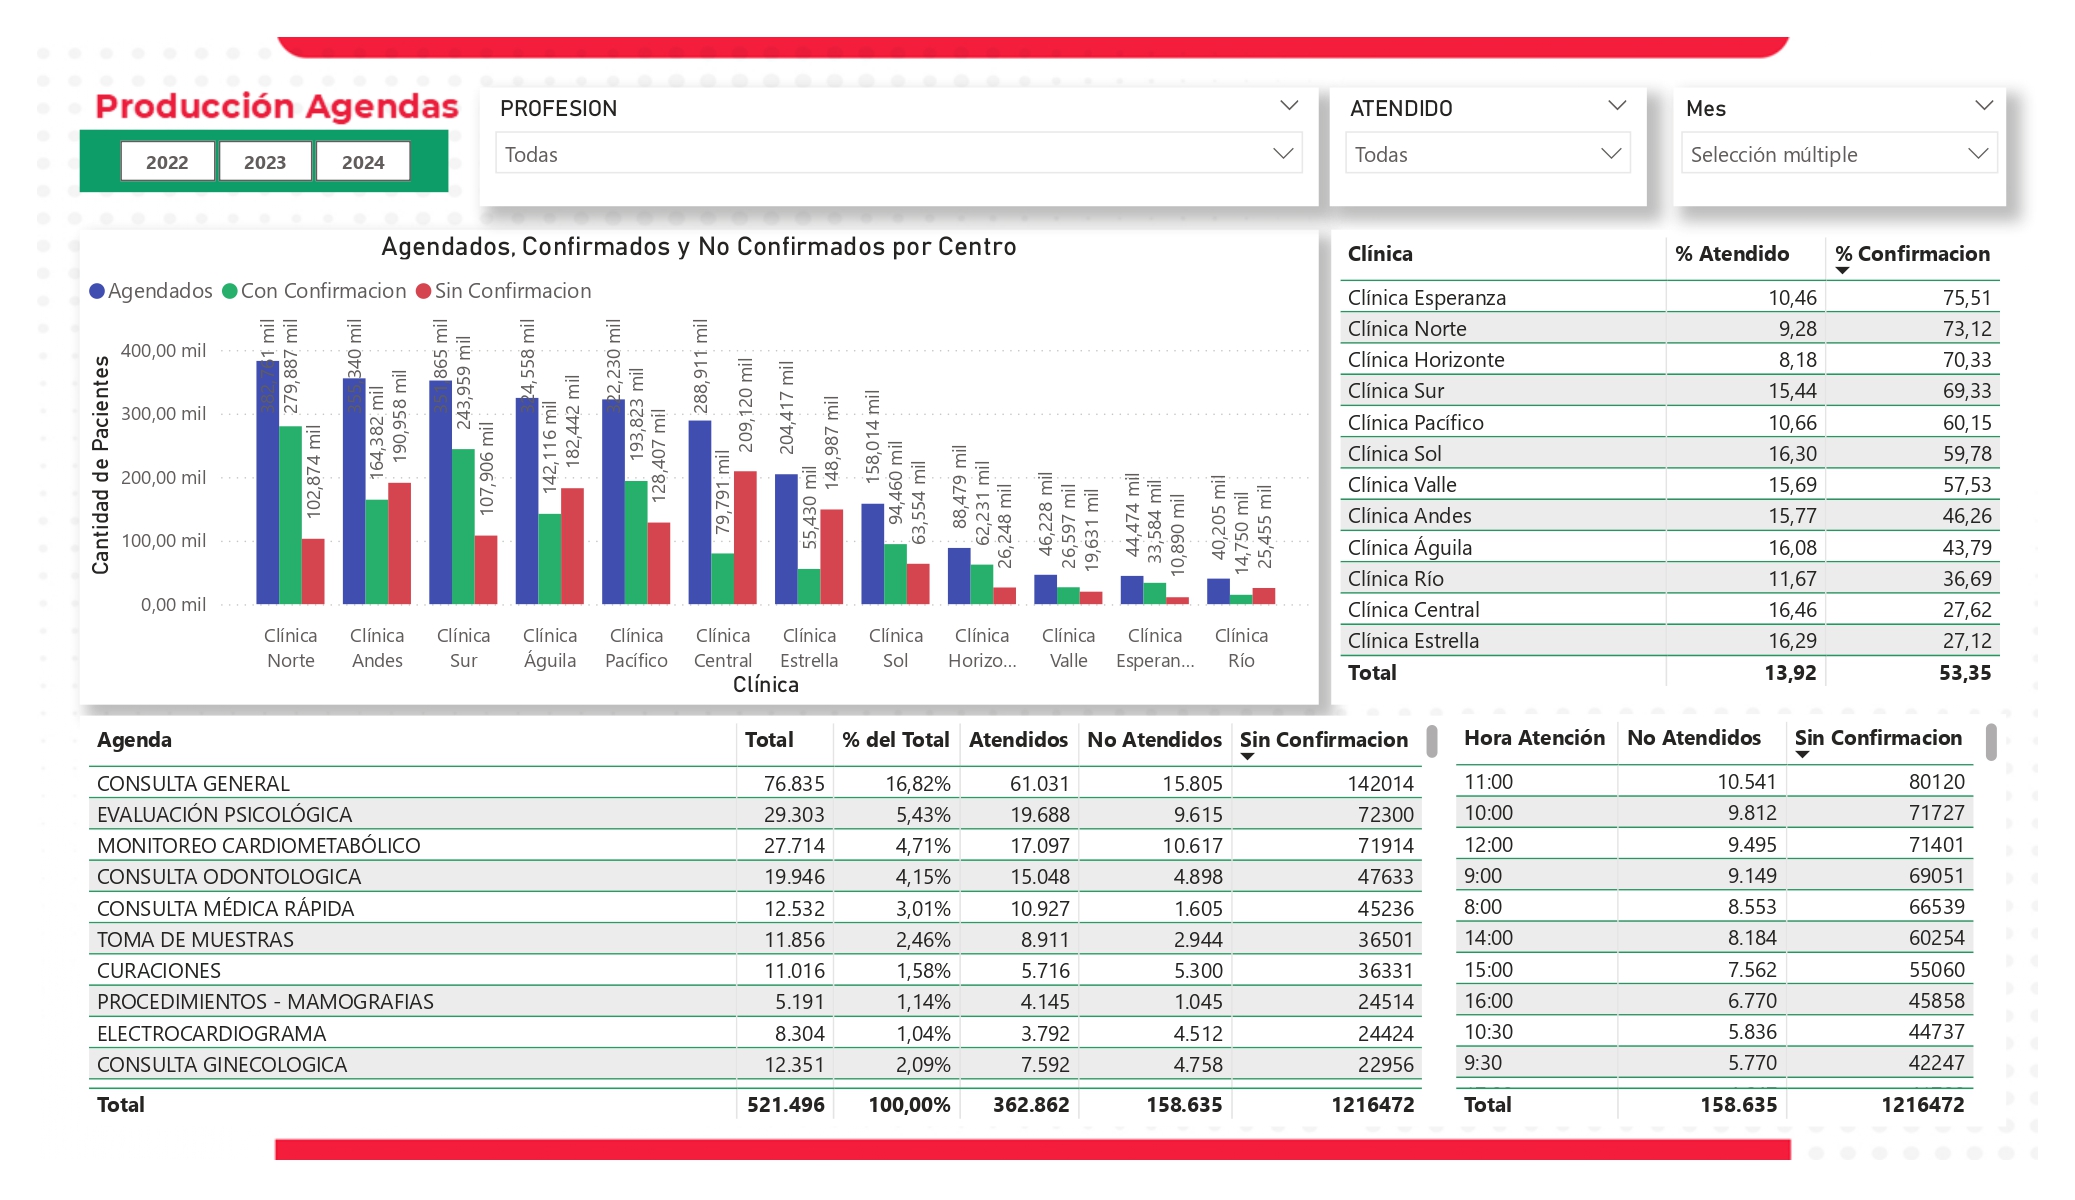 Producción Agendas
2022 2023 2024
PROFESION
Todas
ATENDIDO
Todas
Mes
Selección múltiple
Agendados, Confirmados y No Confirmados por Centro
Agendados Con Confirmacion Sin Confirmacion
Cantidad de Pacientes
400,00 mil
300,00 mil
200,00 mil
100,00 mil
0,00 mil
382,761 mil 279,887 mil 102,874 mil
355,340 mil 164,382 mil 190,958 mil
351,865 mil 243,959 mil 107,906 mil
324,558 mil 142,116 mil 182,442 mil
322,230 mil 193,823 mil 128,407 mil
288,911 mil 79,791 mil 209,120 mil
204,417 mil 55,430 mil 148,987 mil
158,014 mil 94,460 mil 63,554 mil
88,479 mil 62,231 mil 26,248 mil
46,228 mil 26,597 mil 19,631 mil
44,474 mil 33,584 mil 10,890 mil
40,205 mil 14,750 mil 25,455 mil
Clínica Norte
Clínica Andes
Clínica Sur
Clínica Águila
Clínica Pacífico
Clínica Central
Clínica Estrella
Clínica Sol
Clínica Horizo...
Clínica Valle
Clínica Esperan...
Clínica Río
Clínica
Clínica % Atendido % Confirmacion
Clínica Esperanza 10,46 75,51
Clínica Norte 9,28 73,12
Clínica Horizonte 8,18 70,33
Clínica Sur 15,44 69,33
Clínica Pacífico 10,66 60,15
Clínica Sol 16,30 59,78
Clínica Valle 15,69 57,53
Clínica Andes 15,77 46,26
Clínica Águila 16,08 43,79
Clínica Río 11,67 36,69
Clínica Central 16,46 27,62
Clínica Estrella 16,29 27,12
Total 13,92 53,35
Agenda Total % del Total Atendidos No Atendidos Sin Confirmacion
CONSULTA GENERAL 76.835 16,82% 61.031 15.805 142014
EVALUACIÓN PSICOLÓGICA 29.303 5,43% 19.688 9.615 72300
MONITOREO CARDIOMETABÓLICO 27.714 4,71% 17.097 10.617 71914
CONSULTA ODONTOLOGICA 19.946 4,15% 15.048 4.898 47633
CONSULTA MÉDICA RÁPIDA 12.532 3,01% 10.927 1.605 45236
TOMA DE MUESTRAS 11.856 2,46% 8.911 2.944 36501
CURACIONES 11.016 1,58% 5.716 5.300 36331
PROCEDIMIENTOS - MAMOGRAFIAS 5.191 1,14% 4.145 1.045 24514
ELECTROCARDIOGRAMA 8.304 1,04% 3.792 4.512 24424
CONSULTA GINECOLOGICA 12.351 2,09% 7.592 4.758 22956
Total 521.496 100,00% 362.862 158.635 1216472
Hora Atención No Atendidos Sin Confirmacion
11:00 10.541 80120
10:00 9.812 71727
12:00 9.495 71401
9:00 9.149 69051
8:00 8.553 66539
14:00 8.184 60254
15:00 7.562 55060
16:00 6.770 45858
10:30 5.836 44737
9:30 5.770 42247
Total 158.635 1216472